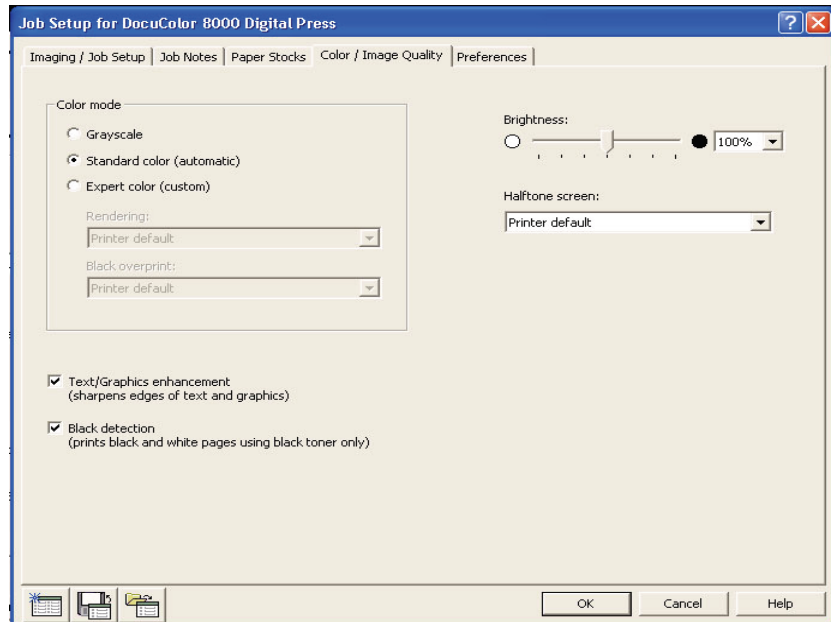 Job Setup for DocuColor 8000 Digital Press
Imaging / Job Setup
Job Notes
Paper Stocks
Color / Image Quality
Preferences
Color mode
Grayscale
Standard color (automatic)
Expert color (custom)
Rendering:
Printer default
Black overprint:
Printer default
Brightness:
100%
Halftone screen:
Printer default
Text/Graphics enhancement
(sharpens edges of text and graphics)
Black detection
(prints black and white pages using black toner only)
OK
Cancel
Help